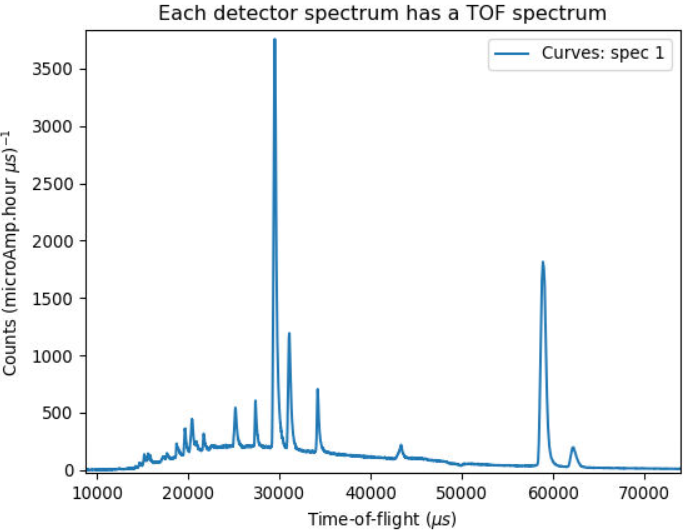 Each detector spectrum has a TOF spectrum
Curves: spec 1
Counts (microAmp.hour μs)⁻¹
3500
3000
2500
2000
1500
1000
500
0
10000 20000 30000 40000 50000 60000 70000
Time-of-flight (μs)